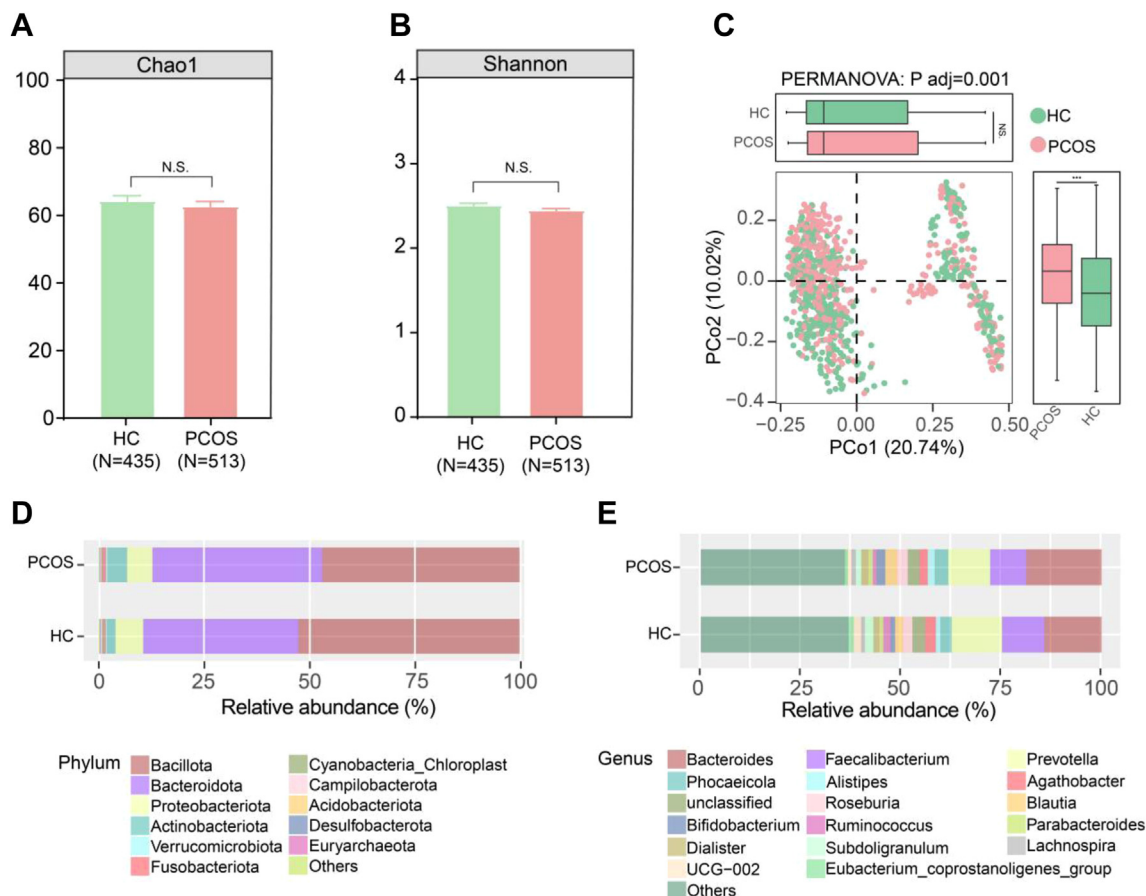 A
Chao1
100
80
60
40
20
0
N.S.
HC
(N=435)
PCOS
(N=513)
B
Shannon
4
3
2
1
0
N.S.
HC
(N=435)
PCOS
(N=513)
C
PERMANOVA: P adj=0.001
HC
PCOS
NS.
HC
PCOS
PCo2 (10.02%)
0.2
0.0
−0.2
−0.4
−0.25
0.00
0.25
0.50
PCo1 (20.74%)
***
PCOS
HC
D
PCOS
HC
0
25
50
75
100
Relative abundance (%)
Phylum
Bacillota
Bacteroidota
Proteobacteriota
Actinobacteriota
Verrucomicrobiota
Fusobacteriota
Cyanobacteria_Chloroplast
Campilobacterota
Acidobacteriota
Desulfobacterota
Euryarchaeota
Others
E
PCOS
HC
0
25
50
75
100
Relative abundance (%)
Genus
Bacteroides
Phocaeicola
unclassified
Bifidobacterium
Dialister
UCG−002
Others
Faecalibacterium
Alistipes
Roseburia
Ruminococcus
Subdoligranulum
Eubacterium_coprostanoligenes_group
Prevotella
Agathobacter
Blautia
Parabacteroides
Lachnospira